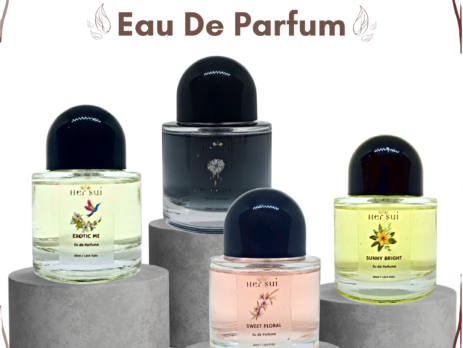 Eau De Parfum
Her sui
EXOTIC ME
Eu de Parfume
Her sui
SUNNY BRIGHT
Eu de Parfume
Her sui
SWEET FLORAL
Eu de Parfume